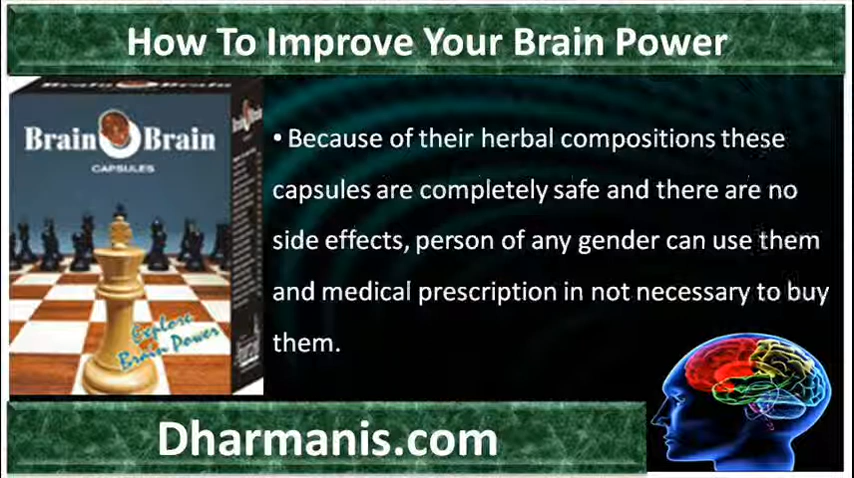 How To Improve Your Brain Power
Brain Brain
Brain Brain
CAPSULES
Explore
Brain Power
• Because of their herbal compositions these
capsules are completely safe and there are no
side effects, person of any gender can use them
and medical prescription in not necessary to buy
them.
Dharmanis.com